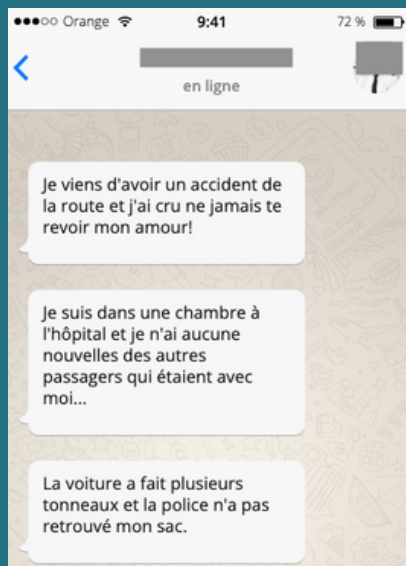 Orange 9:41 72 %
en ligne
Je viens d'avoir un accident de
la route et j'ai cru ne jamais te
revoir mon amour!
Je suis dans une chambre à
l'hôpital et je n'ai aucune
nouvelles des autres
passagers qui étaient avec
moi...
La voiture a fait plusieurs
tonneaux et la police n'a pas
retrouvé mon sac.